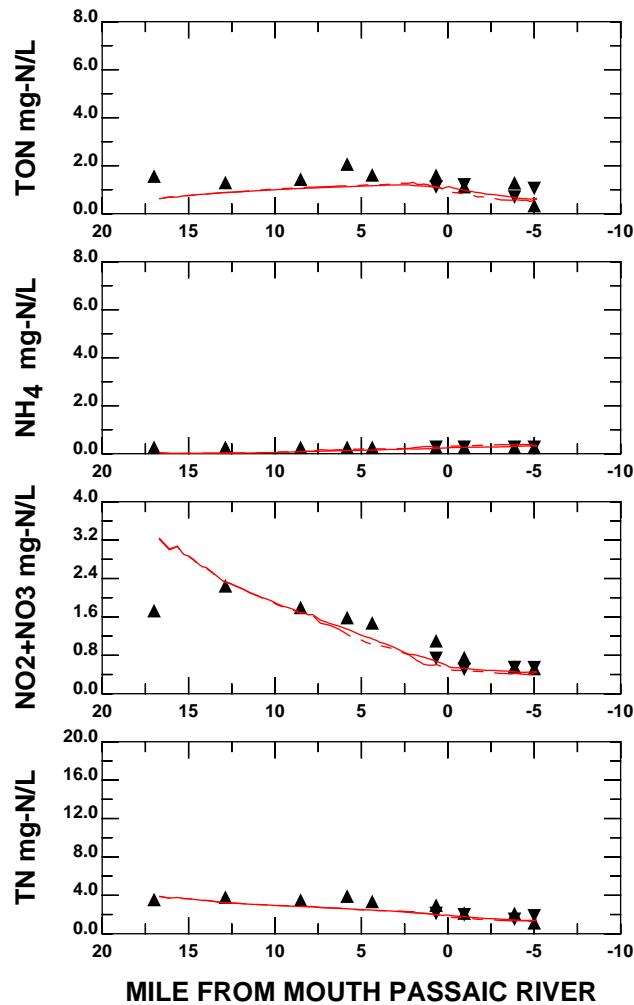 8.0
6.0
4.0
2.0
0.0
TON mg-N/L
20 15 10 5 0 -5 -10
8.0
6.0
4.0
2.0
0.0
NH4 mg-N/L
20 15 10 5 0 -5 -10
4.0
3.2
2.4
1.6
0.8
0.0
NO2+NO3 mg-N/L
20 15 10 5 0 -5 -10
20.0
16.0
12.0
8.0
4.0
0.0
TN mg-N/L
20 15 10 5 0 -5 -10
MILE FROM MOUTH PASSAIC RIVER